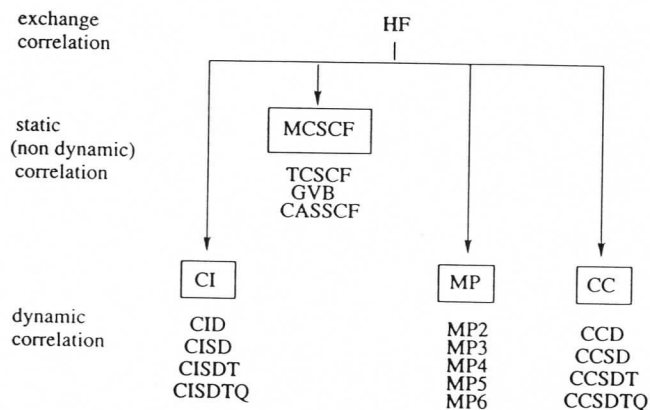 exchange
correlation
HF
static
(non dynamic)
correlation
MCSCF
TCSCF
GVB
CASSCF
dynamic
correlation
CI
CID
CISD
CISDT
CISDTQ
MP
MP2
MP3
MP4
MP5
MP6
CC
CCD
CCSD
CCSDT
CCSDTQ